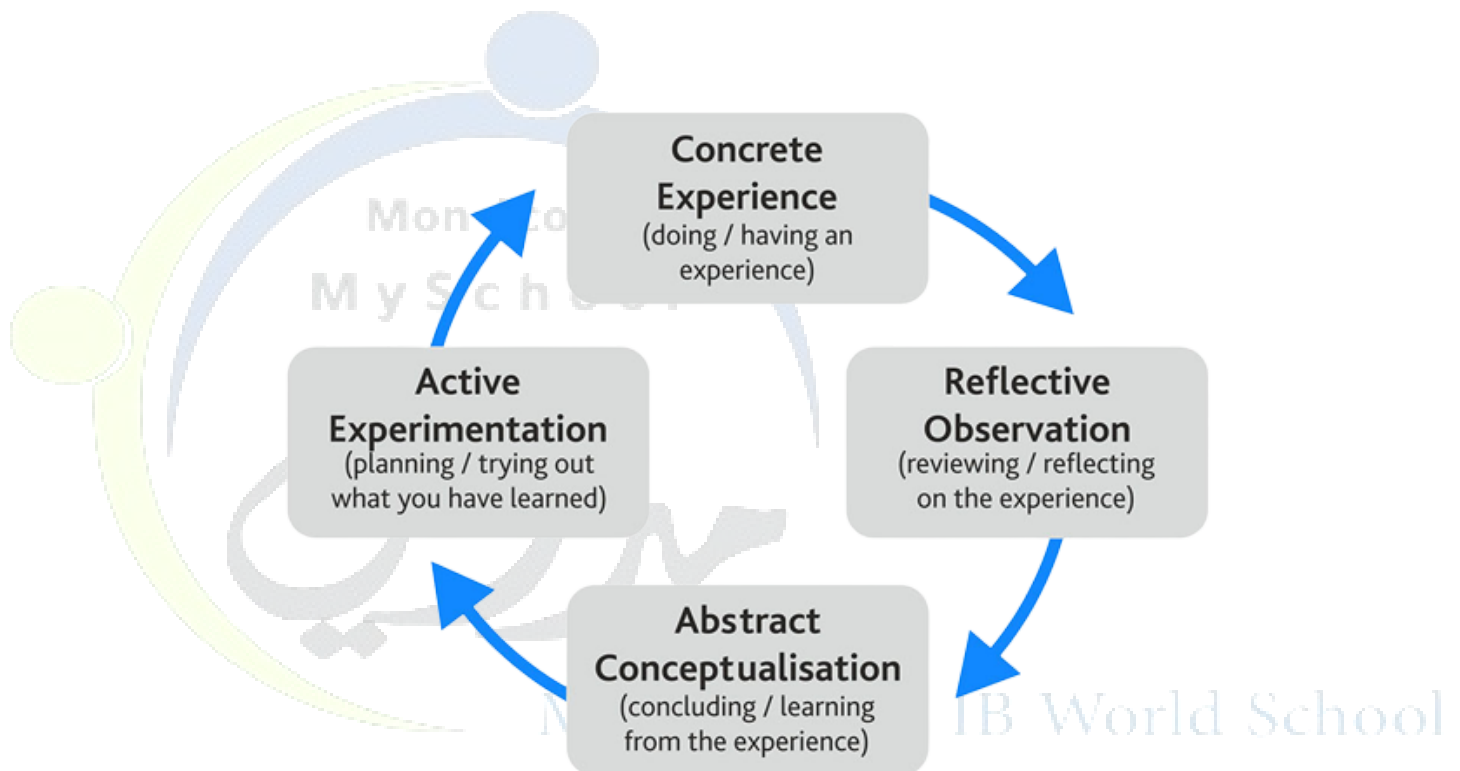 Concrete
Experience
(doing / having an
experience)
Reflective
Observation
(reviewing / reflecting
on the experience)
Abstract
Conceptualisation
(concluding / learning
from the experience)
Active
Experimentation
(planning / trying out
what you have learned)
MySchool
IB World School